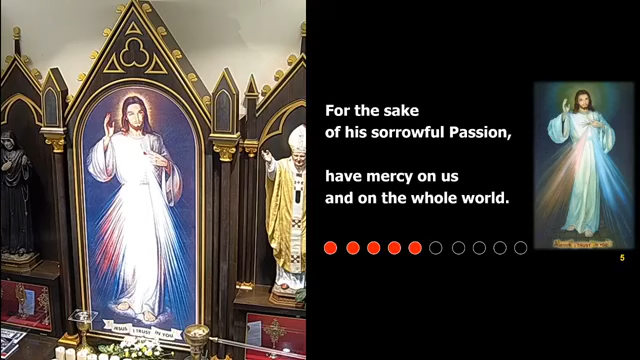 JESUS I TRUST IN YOU
For the sake
of his sorrowful Passion,
have mercy on us
and on the whole world.
5